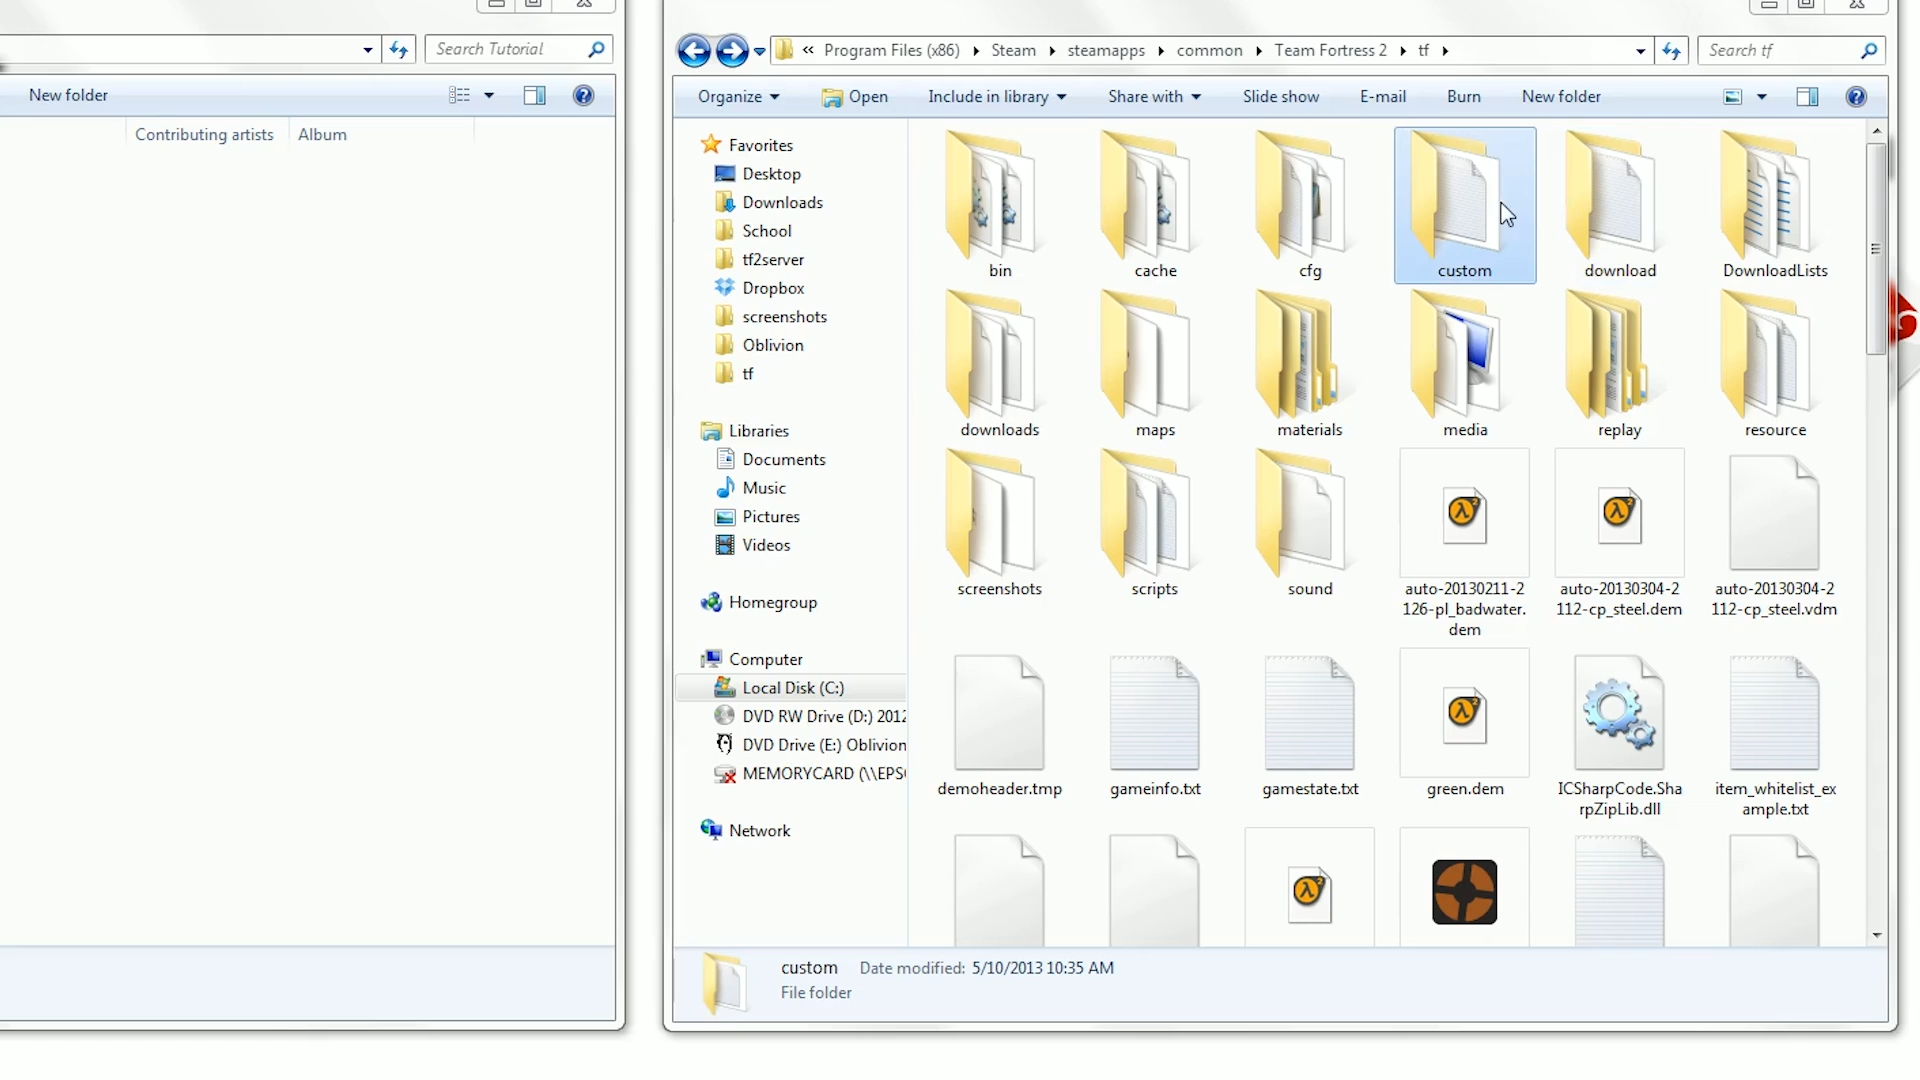 Search Tutorial
New folder
Contributing artists
Album
« Program Files (x86) Steam steamapps common Team Fortress 2 tf
Search tf
Organize Open Include in library Share with Slide show E-mail Burn New folder
Favorites
Desktop
Downloads
School
tf2server
Dropbox
screenshots
Oblivion
tf
Libraries
Documents
Music
Pictures
Videos
Homegroup
Computer
Local Disk (C:)
DVD RW Drive (D:) 2012
DVD Drive (E:) Oblivion
MEMORYCARD (\\EPS
Network
bin cache cfg custom download DownloadLists
downloads maps materials media replay resource
screenshots scripts sound
auto-20130211-2
126-pl_badwater.
dem
auto-20130304-2
112-cp_steel.dem
auto-20130304-2
112-cp_steel.vdm
demoheader.tmp gameinfo.txt gamestate.txt green.dem
ICSharpCode.Sha
rpZipLib.dll
item_whitelist_ex
ample.txt
custom Date modified: 5/10/2013 10:35 AM
File folder